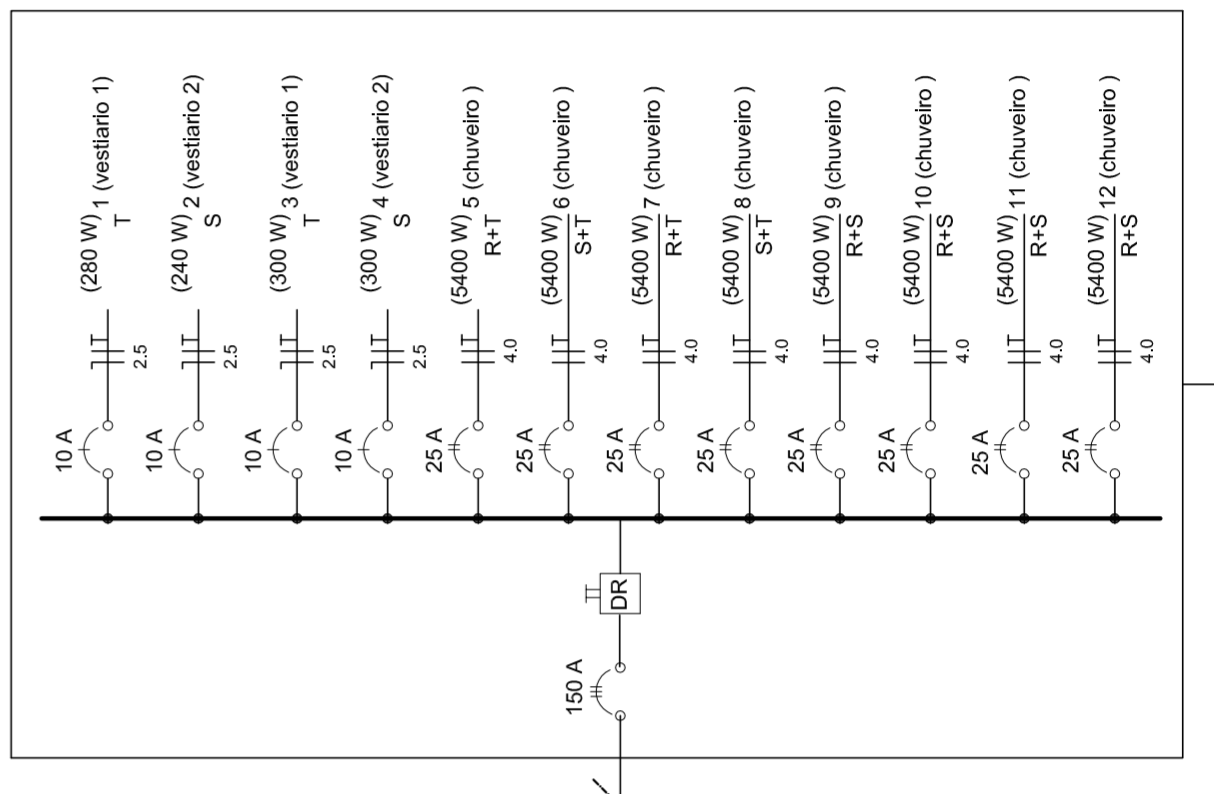 (280 W) 1 (vestiario 1)
T
2.5
10 A
(240 W) 2 (vestiario 2)
S
2.5
10 A
(300 W) 3 (vestiario 1)
T
2.5
10 A
(300 W) 4 (vestiario 2)
S
2.5
10 A
(5400 W) 5 (chuveiro )
R+T
4.0
25 A
(5400 W) 6 (chuveiro )
S+T
4.0
25 A
(5400 W) 7 (chuveiro )
R+T
4.0
25 A
(5400 W) 8 (chuveiro )
S+T
4.0
25 A
(5400 W) 9 (chuveiro )
R+S
4.0
25 A
(5400 W) 10 (chuveiro )
R+S
4.0
25 A
(5400 W) 11 (chuveiro )
R+S
4.0
25 A
(5400 W) 12 (chuveiro )
R+S
4.0
25 A
DR
150 A